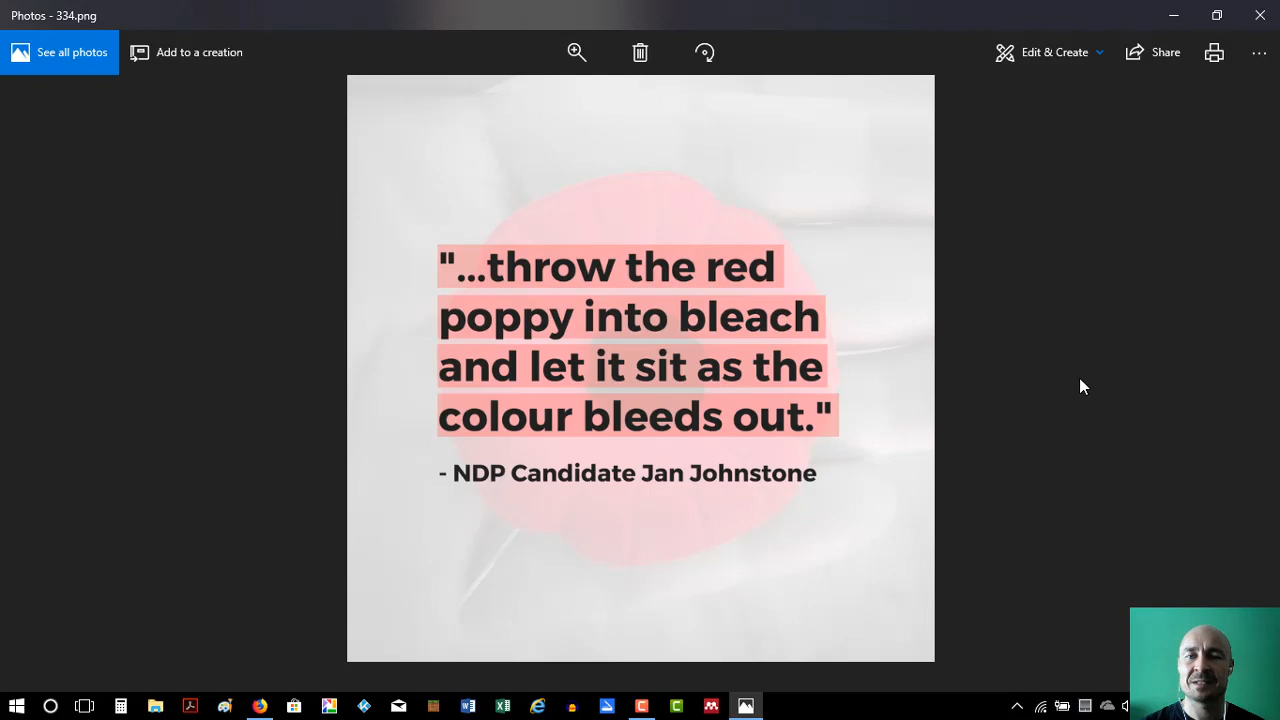 Photos - 334.png
See all photos
Add to a creation
Edit & Create
Share
"...throw the red
poppy into bleach
and let it sit as the
colour bleeds out."
- NDP Candidate Jan Johnstone